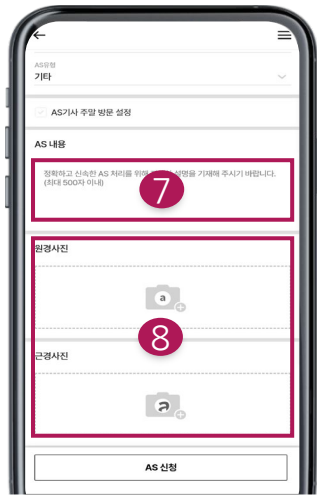 AS유형
기타
AS기사 주말 방문 설정
AS 내용
정확하고 신속한 AS 처리를 위해 설명을 기재해 주시기 바랍니다.
(최대 500자 이내)
7
원경사진
a
8
근경사진
a
AS 신청